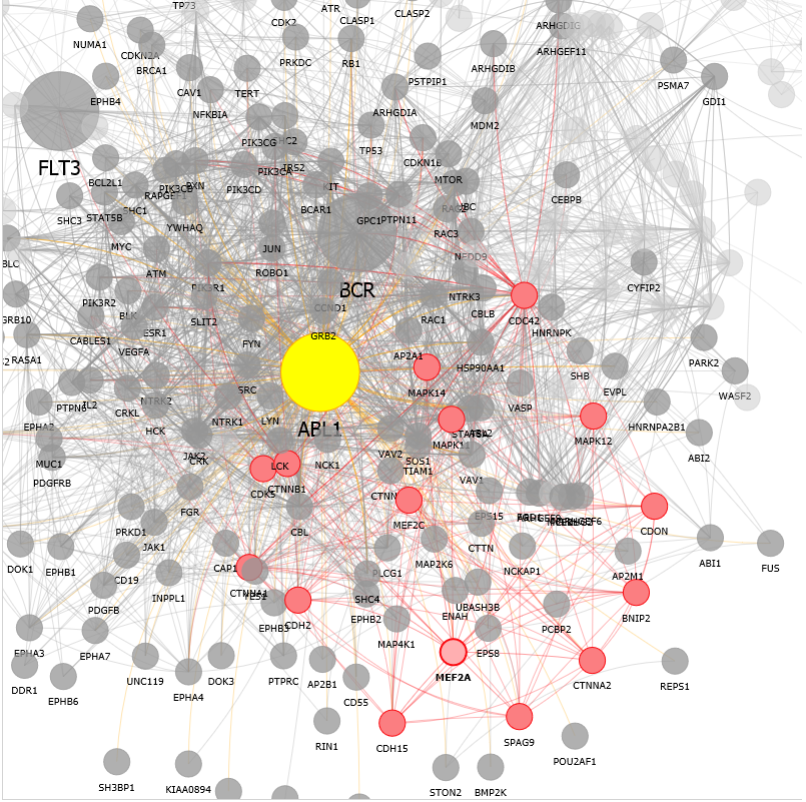 TP73
ATR
CLASP2
CDK7
CLASP1
ARHGDIG
NUMA1
ARHGEF11
CDKN2A
PRKDC
RB1
BRCA1
ARHGDIB
PSTPIP1
PSMA7
CAV1
TERT
EPHB4
GDI1
NFKBIA
ARHGDIA
MDM2
PIK3CG
TP53
FLT3
CDKN1B
IRS2
PIK3CA
BCL2L1
MTOR
PIK3CB
PIK3CD
KIT
RAPGEF1
CEBPB
BCAR1
STAT5B
SHC3
GPC1
PTPN11
YWHAQ
RAC3
MYC
JUN
NEDD9
BLC
ATM
ROBO1
PIK3R1
CYFIP2
BCR
NTRK3
PIK3R2
CCND1
CBLB
GRB10
SLIT2
RAC1
CDC42
ESR1
HNRNPK
GRB2
CABLES1
FYN
VEGFA
AP2A1
RASA1
PARK2
HSP90AA1
SHB
SRC
MAPK14
EVPL
WASF2
NTRK2
PTPN6
IL2
VASP
CRKL
NTRK1
LYN
EPHA2
HNRNPA2B1
ABL1
HCK
MAPK12
MAPK11
JAK2
VAV2
ABI2
CRK
SOS1
MUC1
LCK
NCK1
TIAM1
PDGFRB
CTNNB1
VAV1
CDK5
CTNN
FGR
EPS15
MEF2C
CDON
PRKD1
CBL
JAK1
CTTN
ABI1
DOK1
EPHB1
CAP1
MAP2K6
NCKAP1
FUS
CD19
PLCG1
AP2M1
CTNNA1
INPPL1
SHC4
UBASH3B
PDGFB
EPHB2
ENAH
BNIP2
CDH2
EPHB3
PCBP2
MAP4K1
EPS8
EPHA3
EPHA7
MEF2A
UNC119
DOK3
PTPRC
AP2B1
CTNNA2
REPS1
DDR1
EPHA4
EPHB6
CD55
SPAG9
RIN1
CDH15
POU2AF1
SH3BP1
KIAA0894
STON2
BMP2K